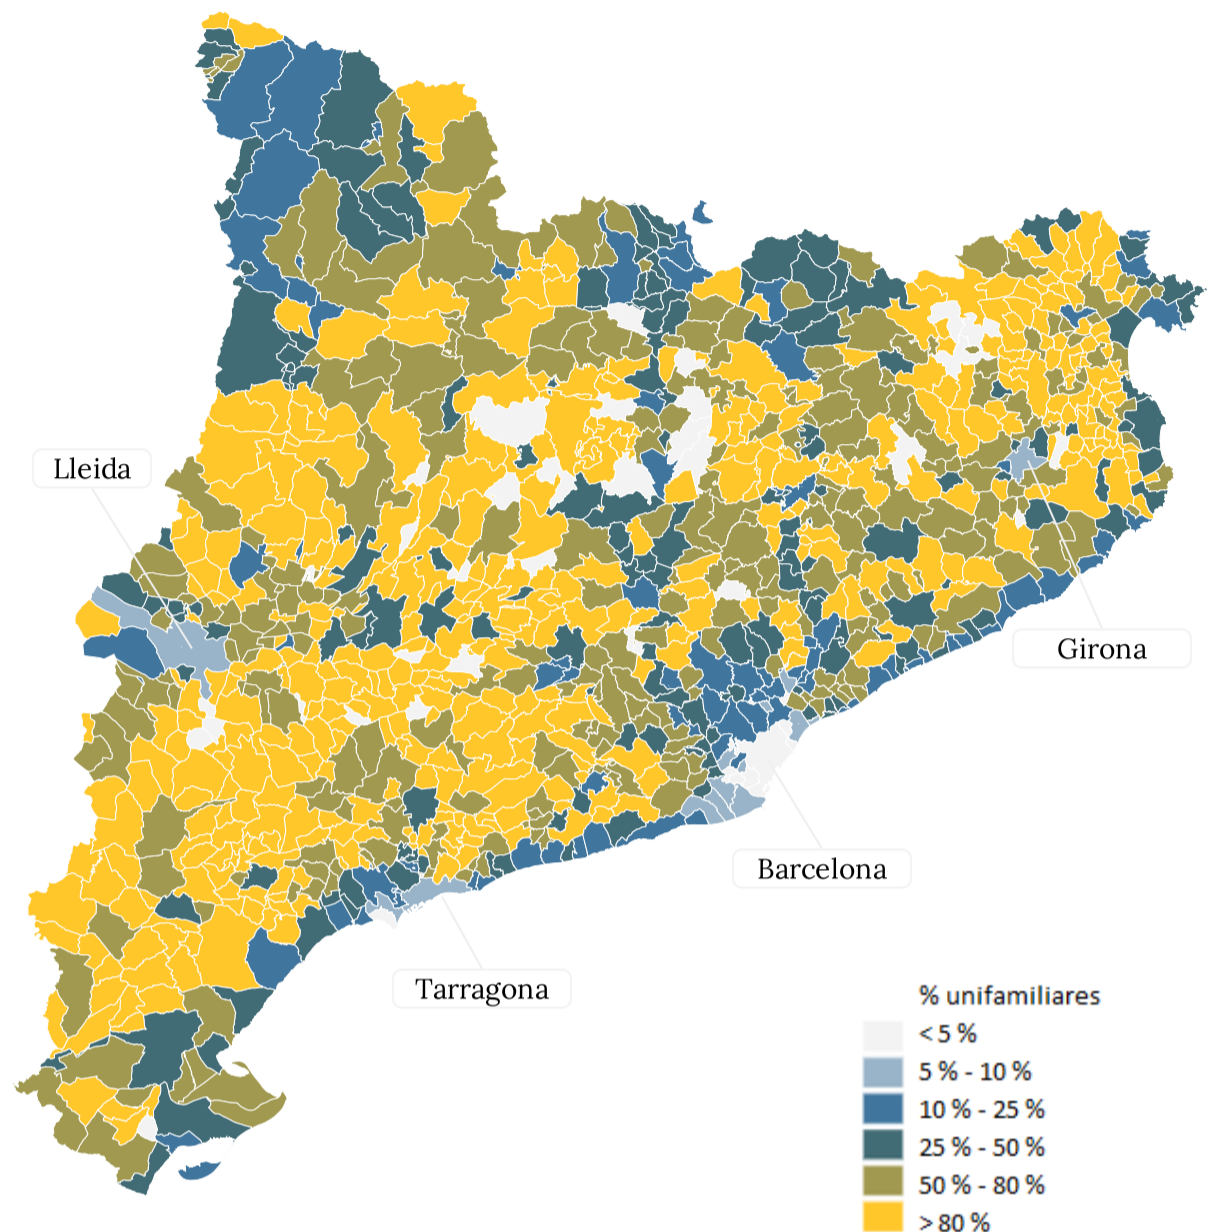 Lleida
Girona
Barcelona
Tarragona
% unifamiliares
< 5 %
5 % - 10 %
10 % - 25 %
25 % - 50 %
50 % - 80 %
> 80 %